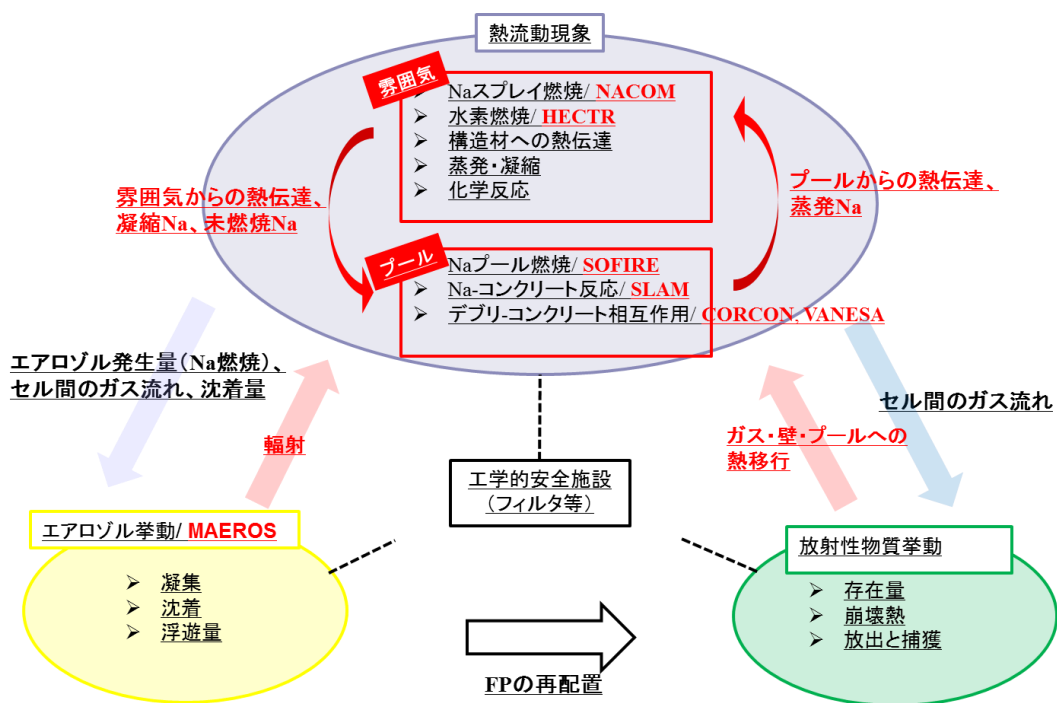 熱流動現象
雰囲気
Naスプレイ燃焼/ NACOM
水素燃焼/ HECTR
構造材への熱伝達
蒸発・凝縮
化学反応
雰囲気からの熱伝達、
凝縮Na、未燃焼Na
プールからの熱伝達、
蒸発Na
プール
Naプール燃焼/ SOFIRE
Na-コンクリート反応/ SLAM
デブリ-コンクリート相互作用/ CORCON, VANESA
エアロゾル発生量（Na燃焼）、
セル間のガス流れ、沈着量
輻射
セル間のガス流れ
ガス・壁・プールへの
熱移行
工学的安全施設
（フィルタ等）
エアロゾル挙動/ MAEROS
凝集
沈着
浮遊量
放射性物質挙動
存在量
崩壊熱
放出と捕獲
FPの再配置